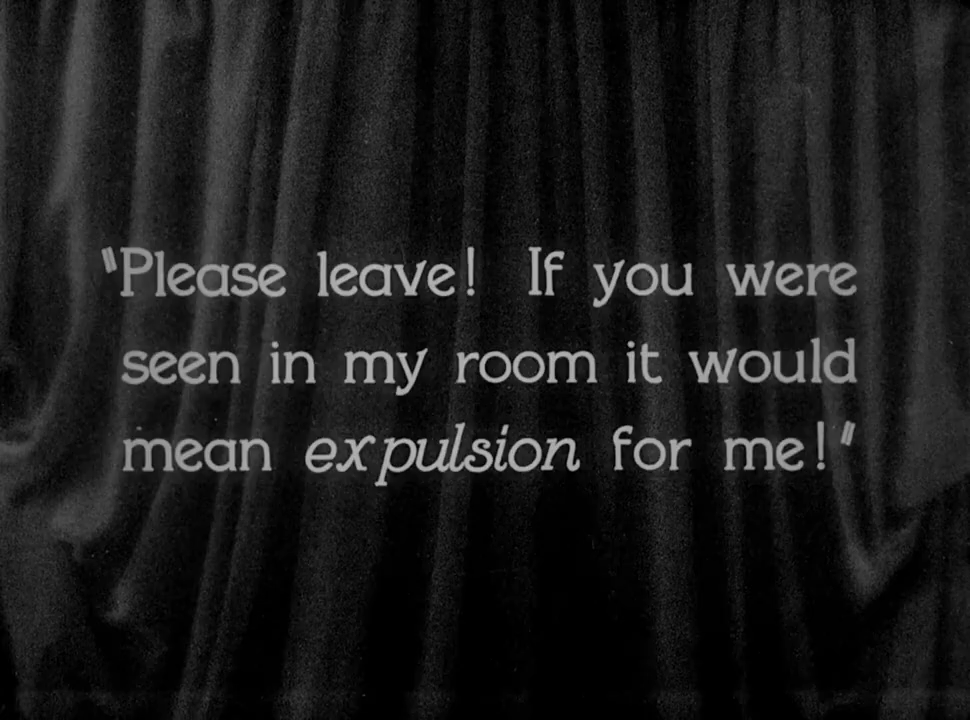 "Please leave! If you were
seen in my room it would
mean expulsion for me!"